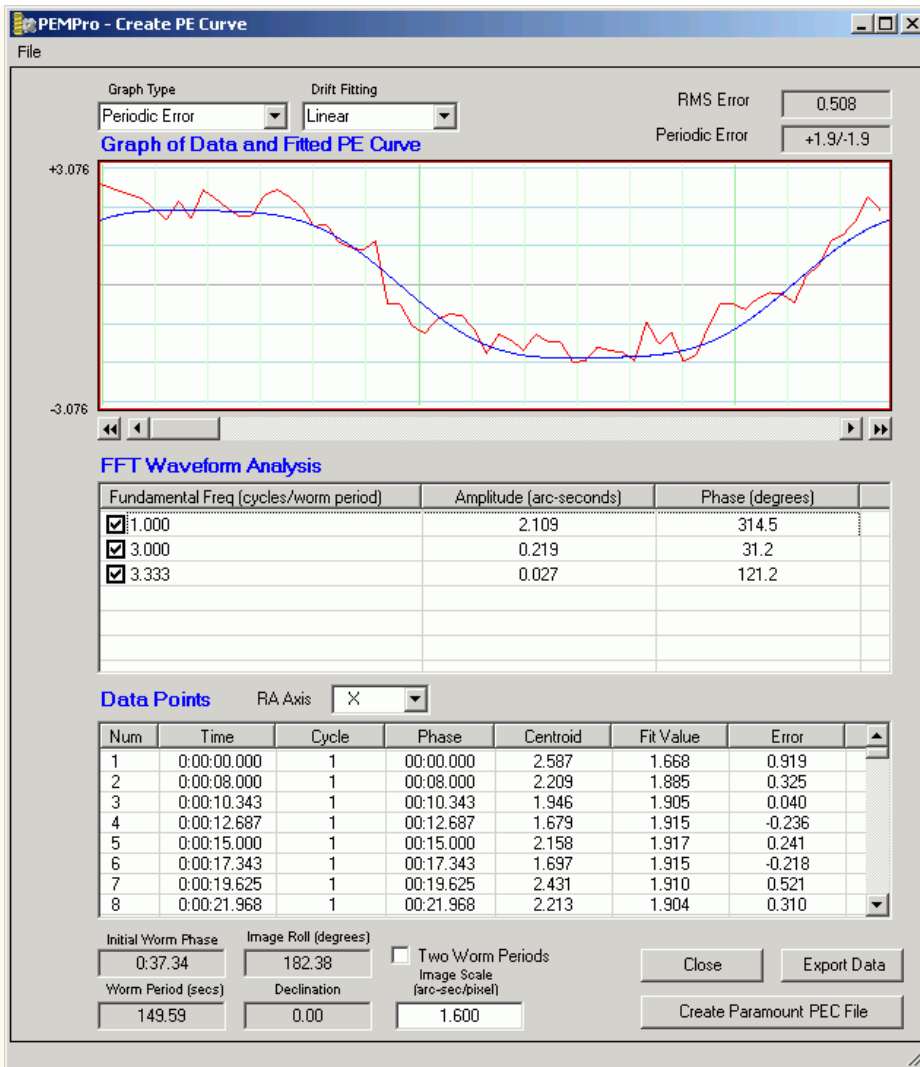 PEMPro - Create PE Curve
File
Graph Type
Drift Fitting
Periodic Error
Linear
RMS Error
0.508
Periodic Error
+1.9/-1.9
Graph of Data and Fitted PE Curve
+3.076
-3.076
FFT Waveform Analysis
Fundamental Freq (cycles/worm period) Amplitude (arc-seconds) Phase (degrees)
1.000 2.109 314.5
3.000 0.219 31.2
3.333 0.027 121.2
Data Points
RA Axis
X
Num Time Cycle Phase Centroid Fit Value Error
1 0:00:00.000 1 00:00.000 2.587 1.668 0.919
2 0:00:08.000 1 00:08.000 2.209 1.885 0.325
3 0:00:10.343 1 00:10.343 1.946 1.905 0.040
4 0:00:12.687 1 00:12.687 1.679 1.915 -0.236
5 0:00:15.000 1 00:15.000 2.158 1.917 0.241
6 0:00:17.343 1 00:17.343 1.697 1.915 -0.218
7 0:00:19.625 1 00:19.625 2.431 1.910 0.521
8 0:00:21.968 1 00:21.968 2.213 1.904 0.310
Initial Worm Phase
0:37.34
Image Roll (degrees)
182.38
Two Worm Periods
Worm Period (secs)
149.59
Declination
0.00
Image Scale
(arc-sec/pixel)
1.600
Close
Export Data
Create Paramount PEC File